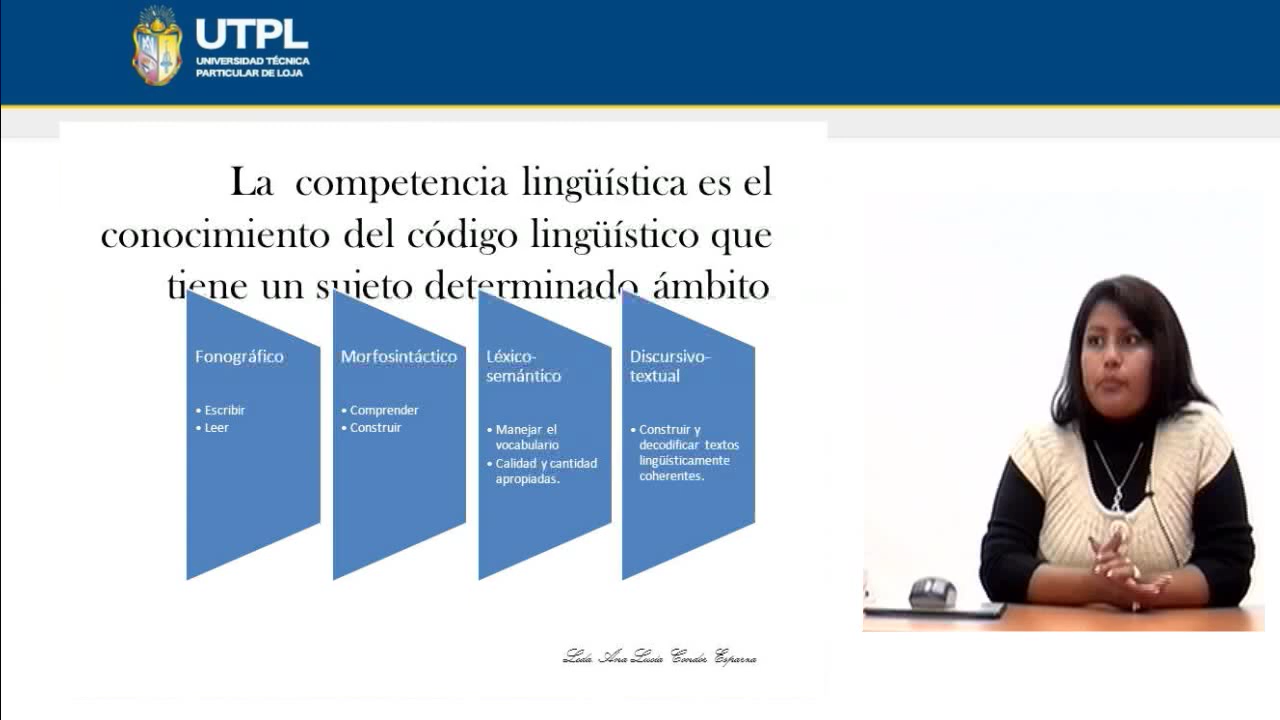 UTPL
UNIVERSIDAD TÉCNICA
PARTICULAR DE LOJA
La competencia lingüística es el
conocimiento del código lingüístico que
tiene un sujeto determinado ámbito
Fonográfico
• Escribir
• Leer
Morfosintáctico
• Comprender
• Construir
Léxico-
semántico
• Manejar el
vocabulario
• Calidad y cantidad
apropiadas.
Discursivo-
textual
• Construir y
decodificar textos
lingüísticamente
coherentes.
Lcda. Ana Lucía Condor Esparza